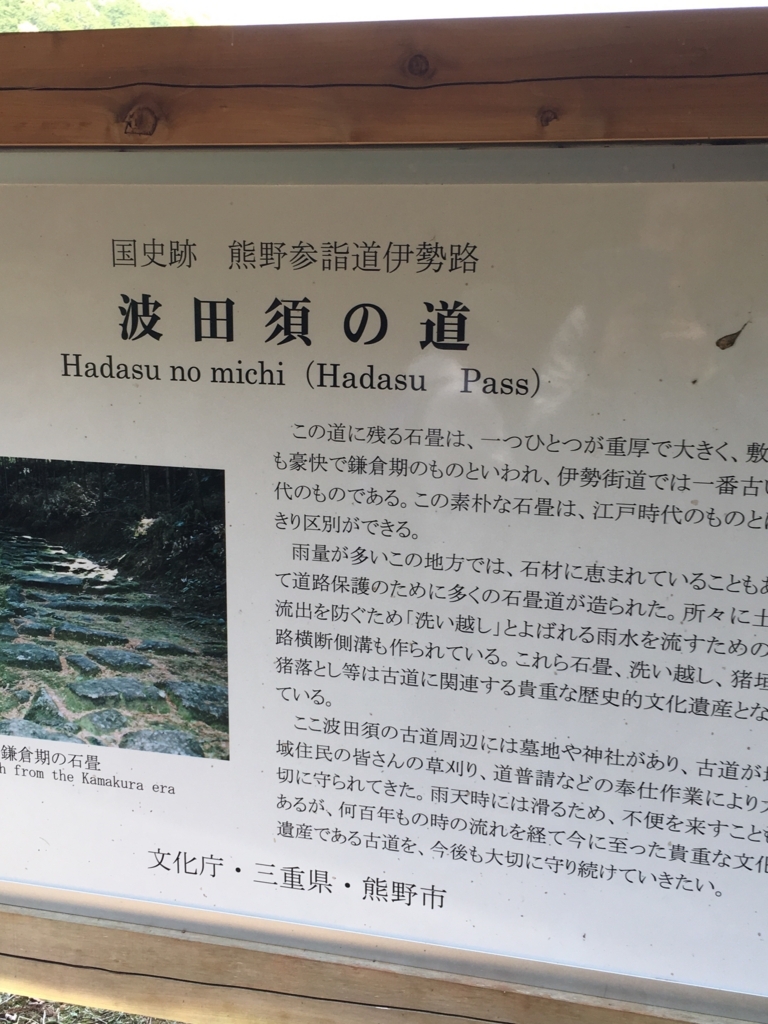 国史跡　熊野参詣道伊勢路
波田須の道
Hadasu no michi（Hadasu　Pass）
この道に残る石畳は、一つひとつが重厚で大きく、敷
も豪快で鎌倉期のものといわれ、伊勢街道では一番古い
代のものである。この素朴な石畳は、江戸時代のものとは
きり区別ができる。
雨量が多いこの地方では、石材に恵まれていることもあ
て道路保護のために多くの石畳道が造られた。所々に土
流出を防ぐため「洗い越し」とよばれる雨水を流すための
路横断側溝も作られている。これら石畳、洗い越し、猪垣
猪落とし等は古道に関連する貴重な歴史的文化遺産とな
ている。
ここ波田須の古道周辺には墓地や神社があり、古道が地
域住民の皆さんの草刈り、道普請などの奉仕作業により大
切に守られてきた。雨天時には滑るため、不便を来すことも
あるが、何百年もの時の流れを経て今に至った貴重な文化
遺産である古道を、今後も大切に守り続けていきたい。
鎌倉期の石畳
h from the Kamakura era
文化庁・三重県・熊野市